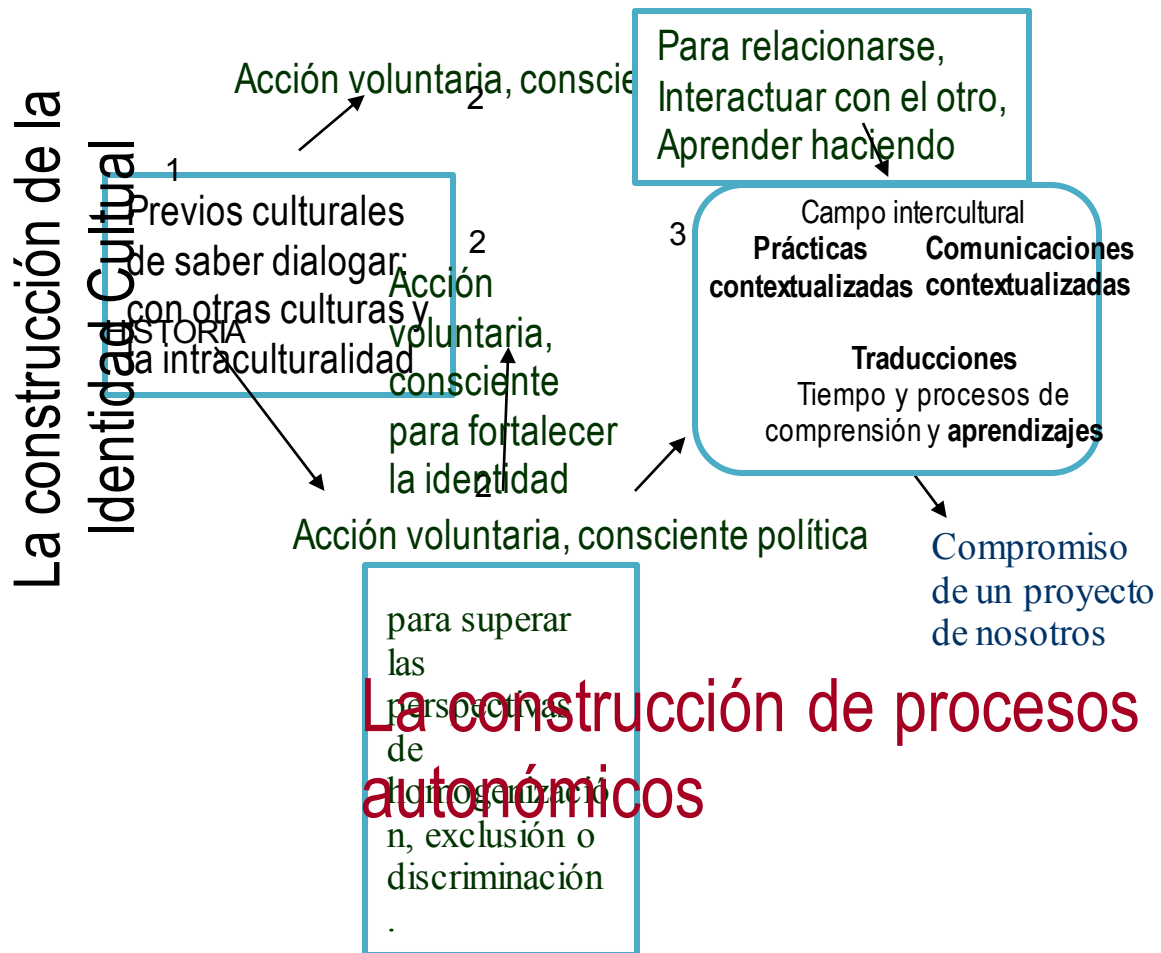 La construcción de la
Identidad Cultual
Acción voluntaria, conscie
2
Para relacionarse,
Interactuar con el otro,
Aprender haciendo
1
Previos culturales
de saber dialogar:
con otras culturas y
la intraculturalidad
HISTORIA
2
Acción
voluntaria,
consciente
para fortalecer
la identidad
2
Acción voluntaria, consciente política
3
Campo intercultural
Prácticas contextualizadas
Comunicaciones contextualizadas
Traducciones
Tiempo y procesos de
comprensión y aprendizajes
Compromiso
de un proyecto
de nosotros
para superar
las
perspectivas
de
homogenizació
n, exclusión o
discriminación
.
La construcción de procesos
autonómicos